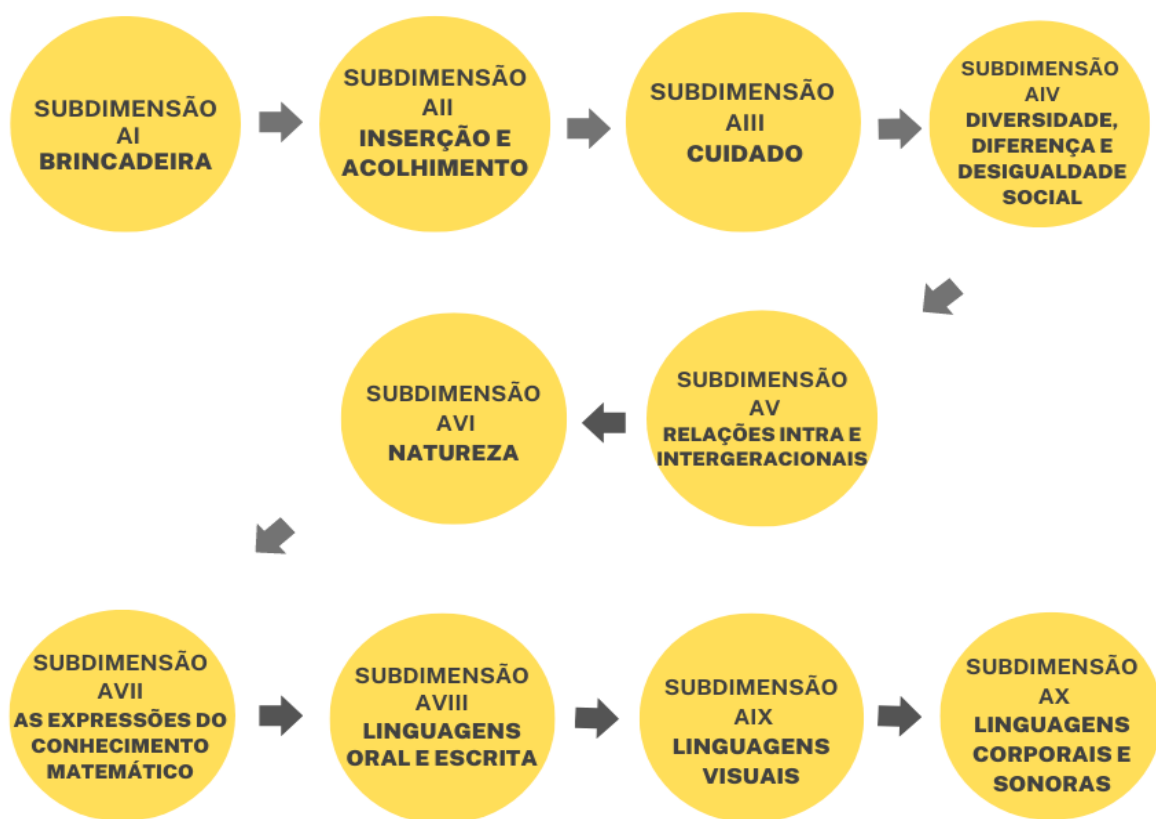 SUBDIMENSÃO
AI
BRINCADEIRA
SUBDIMENSÃO
AII
INSERÇÃO E
ACOLHIMENTO
SUBDIMENSÃO
AIII
CUIDADO
SUBDIMENSÃO
AIV
DIVERSIDADE,
DIFERENÇA E
DESIGUALDADE
SOCIAL
SUBDIMENSÃO
AV
RELAÇÕES INTRA E
INTERGERACIONAIS
SUBDIMENSÃO
AVI
NATUREZA
SUBDIMENSÃO
AVII
AS EXPRESSÕES DO
CONHECIMENTO
MATEMÁTICO
SUBDIMENSÃO
AVIII
LINGUAGENS
ORAL E ESCRITA
SUBDIMENSÃO
AIX
LINGUAGENS
VISUAIS
SUBDIMENSÃO
AX
LINGUAGENS
CORPORAIS E
SONORAS